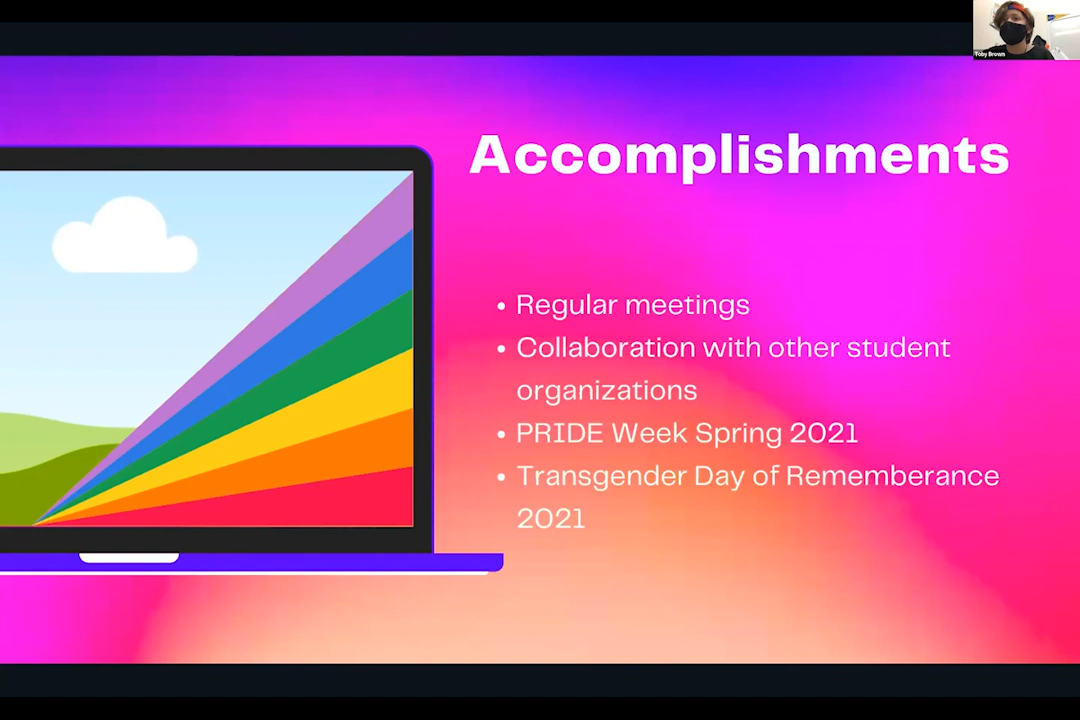 Toby Brown
Accomplishments
• Regular meetings
• Collaboration with other student
organizations
• PRIDE Week Spring 2021
• Transgender Day of Rememberance
2021